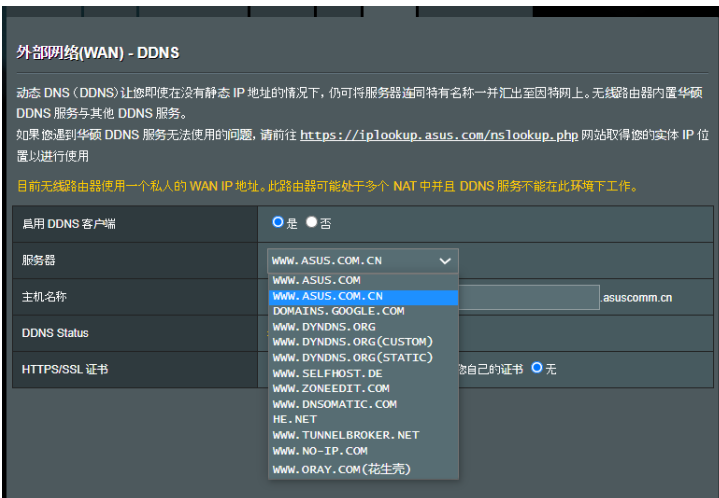 外部网络(WAN) - DDNS
动态 DNS (DDNS) 让您即使在没有静态 IP 地址的情况下，仍可将服务器连同特有名称一并汇出至因特网上。无线路由器内置华硕
DDNS 服务与其他 DDNS 服务。
如果您遇到华硕 DDNS 服务无法使用的问题, 请前往 https://iplookup.asus.com/nslookup.php 网站取得您的实体 IP 位
置以进行使用
目前无线路由器使用一个私人的 WAN IP 地址。此路由器可能处于多个 NAT 中并且 DDNS 服务不能在此环境下工作。
启用 DDNS 客户端 是 否
服务器 WWW.ASUS.COM.CN
WWW.ASUS.COM
主机名称 WWW.ASUS.COM.CN .asuscomm.cn
DOMAINS.GOOGLE.COM
DDNS Status WWW.DYNDNS.ORG
WWW.DYNDNS.ORG(CUSTOM)
WWW.DYNDNS.ORG(STATIC)
HTTPS/SSL 证书 WWW.SELFHOST.DE 自己的证书 无
WWW.ZONEEDIT.COM
WWW.DNSOMATIC.COM
HE.NET
WWW.TUNNELBROKER.NET
WWW.NO-IP.COM
WWW.ORAY.COM(花生壳)